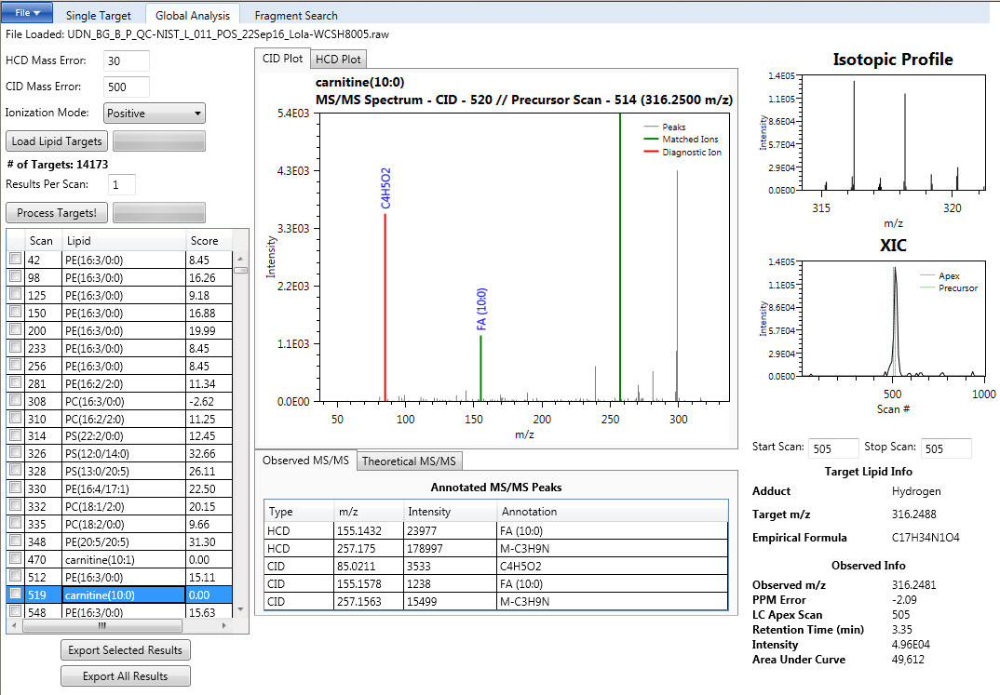 File
Single Target
Global Analysis
Fragment Search
File Loaded: UDN_BG_B_P_QC-NIST_L_011_POS_22Sep16_Lola-WCSH8005.raw
HCD Mass Error: 30
CID Mass Error: 500
Ionization Mode: Positive
Load Lipid Targets
# of Targets: 14173
Results Per Scan: 1
Process Targets!
Scan Lipid Score
42 PE(16:3/0:0) 8.45
98 PE(16:3/0:0) 16.26
125 PE(16:3/0:0) 9.18
150 PE(16:3/0:0) 16.88
200 PE(16:3/0:0) 19.99
233 PE(16:3/0:0) 8.45
256 PE(16:3/0:0) 8.45
281 PE(16:2/2:0) 11.34
308 PC(16:3/0:0) -2.62
310 PC(16:2/2:0) 11.25
314 PS(22:2/0:0) 12.45
326 PS(12:0/14:0) 32.66
328 PS(13:0/20:5) 26.11
330 PE(16:4/17:1) 22.50
332 PC(18:1/2:0) 20.15
335 PC(18:2/0:0) 9.66
348 PE(20:5/20:5) 31.30
470 carnitine(10:1) 0.00
512 PE(16:3/0:0) 15.11
519 carnitine(10:0) 0.00
548 PE(16:3/0:0) 15.63
Export Selected Results
Export All Results
CID Plot
HCD Plot
carnitine(10:0)
MS/MS Spectrum - CID - 520 // Precursor Scan - 514 (316.2500 m/z)
5.4E03
4.3E03
3.3E03
2.2E03
1.1E03
0.0E00
Intensity
C4H5O2
FA (10:0)
Peaks
Matched Ions
Diagnostic Ion
50 100 150 200 250 300
m/z
Observed MS/MS
Theoretical MS/MS
Annotated MS/MS Peaks
Type m/z Intensity Annotation
HCD 155.1432 23977 FA (10:0)
HCD 257.175 178997 M-C3H9N
CID 85.0211 3533 C4H5O2
CID 155.1578 1238 FA (10:0)
CID 257.1563 15499 M-C3H9N
Isotopic Profile
1.4E05
1.1E05
8.6E04
5.7E04
2.9E04
0.0E00
Intensity
315 320
m/z
XIC
1.4E05
1.1E05
8.6E04
5.7E04
2.9E04
0.0E00
Intensity
Apex
Precursor
500 1000
Scan #
Start Scan: 505 Stop Scan: 505
Target Lipid Info
Adduct Hydrogen
Target m/z 316.2488
Empirical Formula C17H34N1O4
Observed Info
Observed m/z 316.2481
PPM Error -2.09
LC Apex Scan 505
Retention Time (min) 3.35
Intensity 4.96E04
Area Under Curve 49,612